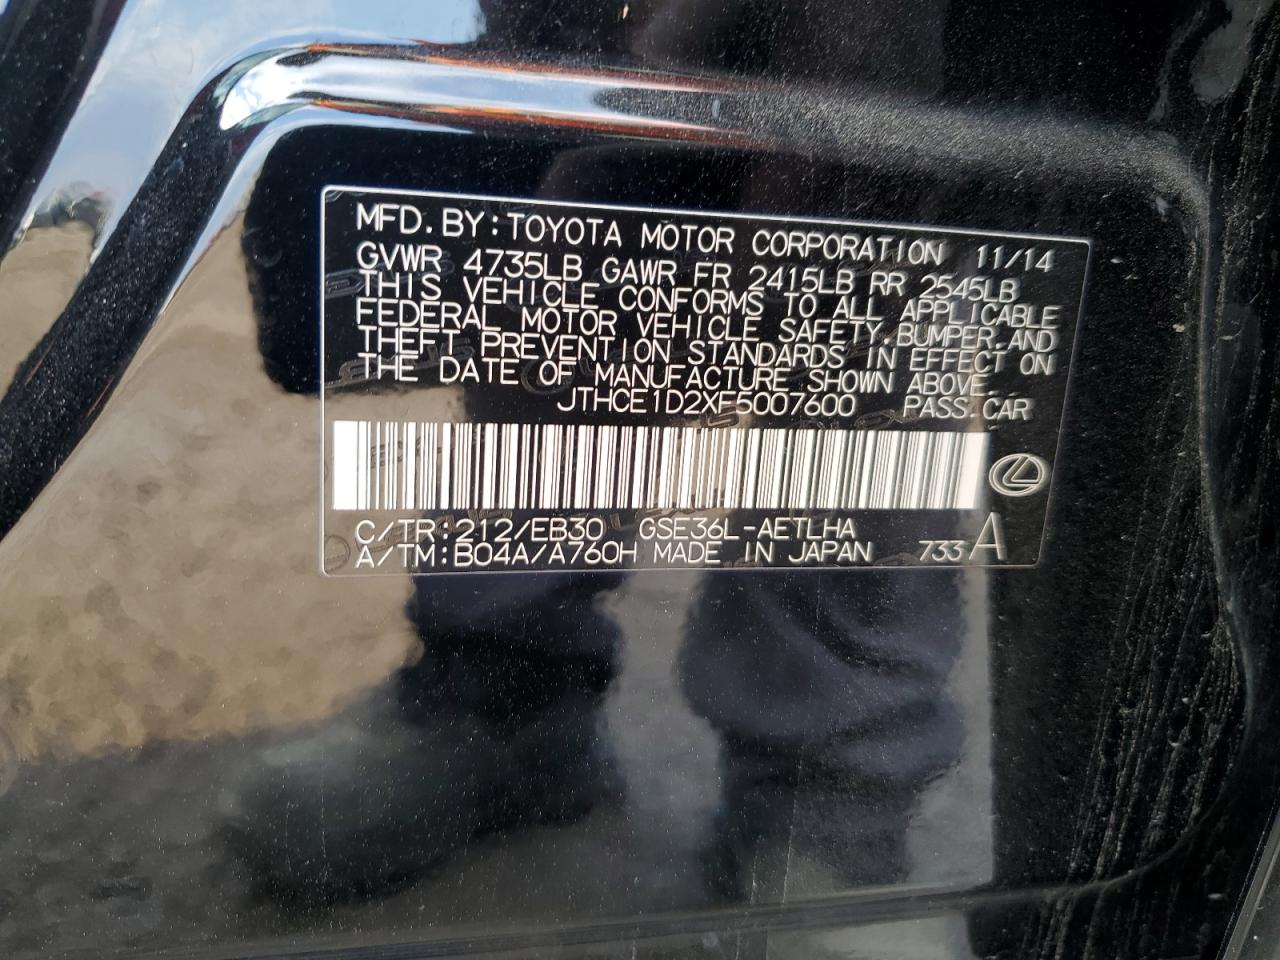 MFD. BY: TOYOTA MOTOR CORPORATION 11/14
GVWR 4735LB GAWR FR 2415LB RR 2545LB
THIS VEHICLE CONFORMS TO ALL APPLICABLE
FEDERAL MOTOR VEHICLE SAFETY, BUMPER, AND
THEFT PREVENTION STANDARDS IN EFFECT ON
THE DATE OF MANUFACTURE SHOWN ABOVE.
JTHCE1D2XF5007600 PASS. CAR
C/TR: 212/EB30 GSE36L-AETLHA
A/TM: B04A/A760H MADE IN JAPAN 733 A